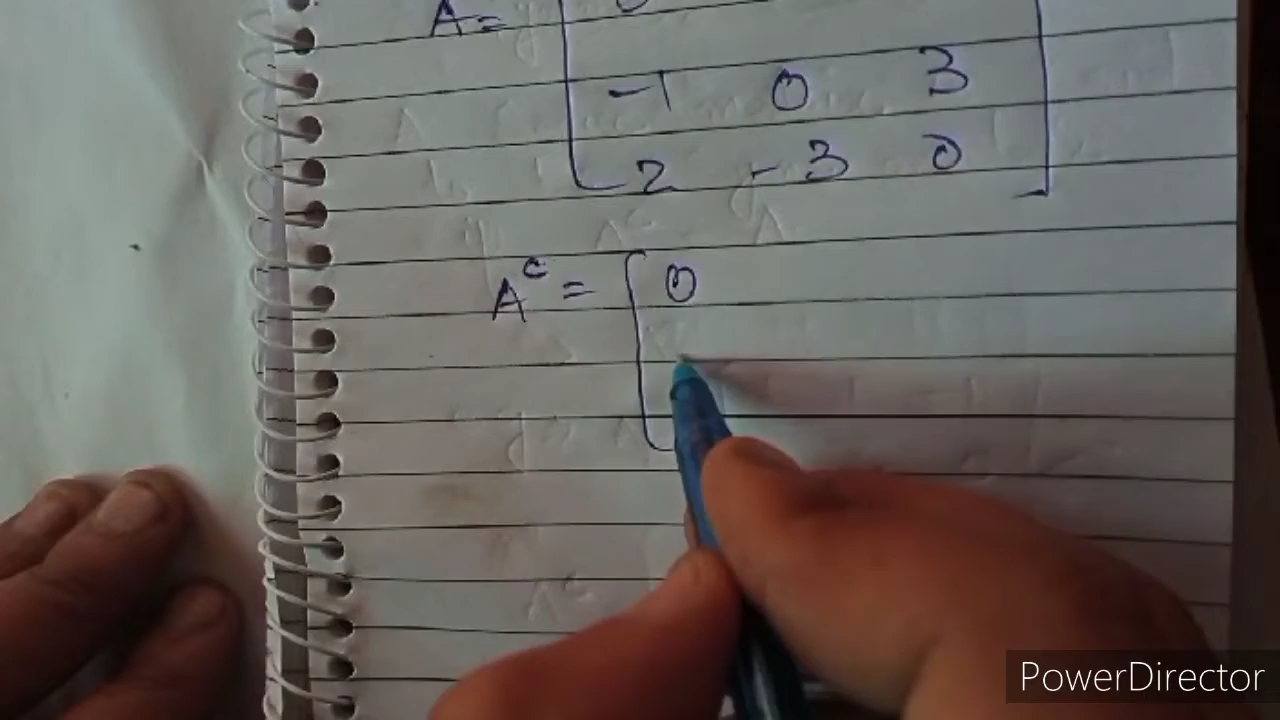 A =
-1 0 3
2 -3 0
A^c = [ 0
PowerDirector